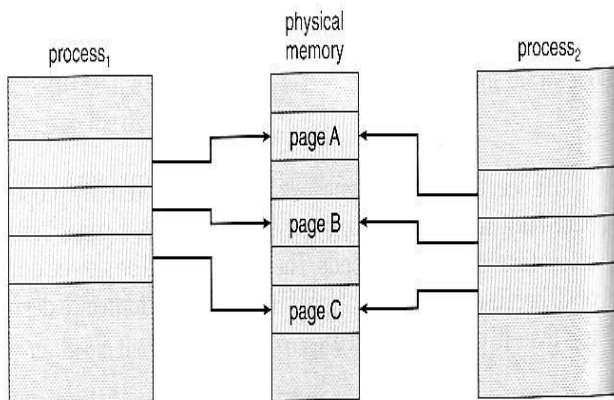 process₁
physical
memory
process₂
page A
page B
page C